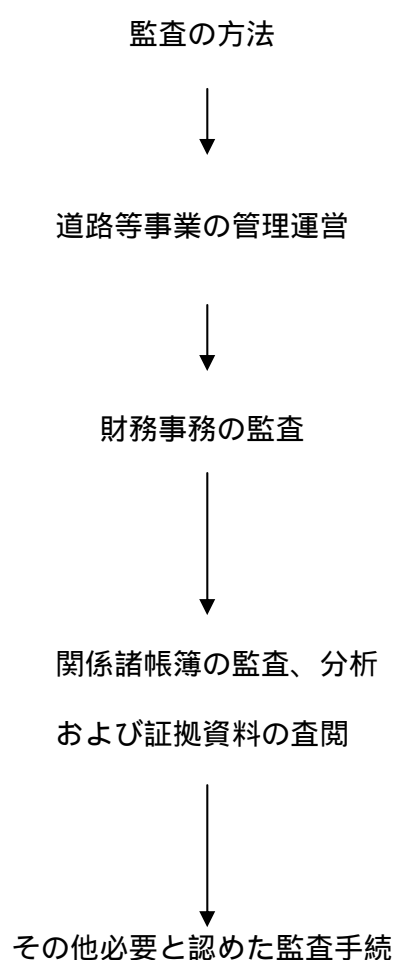 監査の方法
道路等事業の管理運営
財務事務の監査
関係諸帳簿の監査、分析
および証拠資料の査閲
その他必要と認めた監査手続